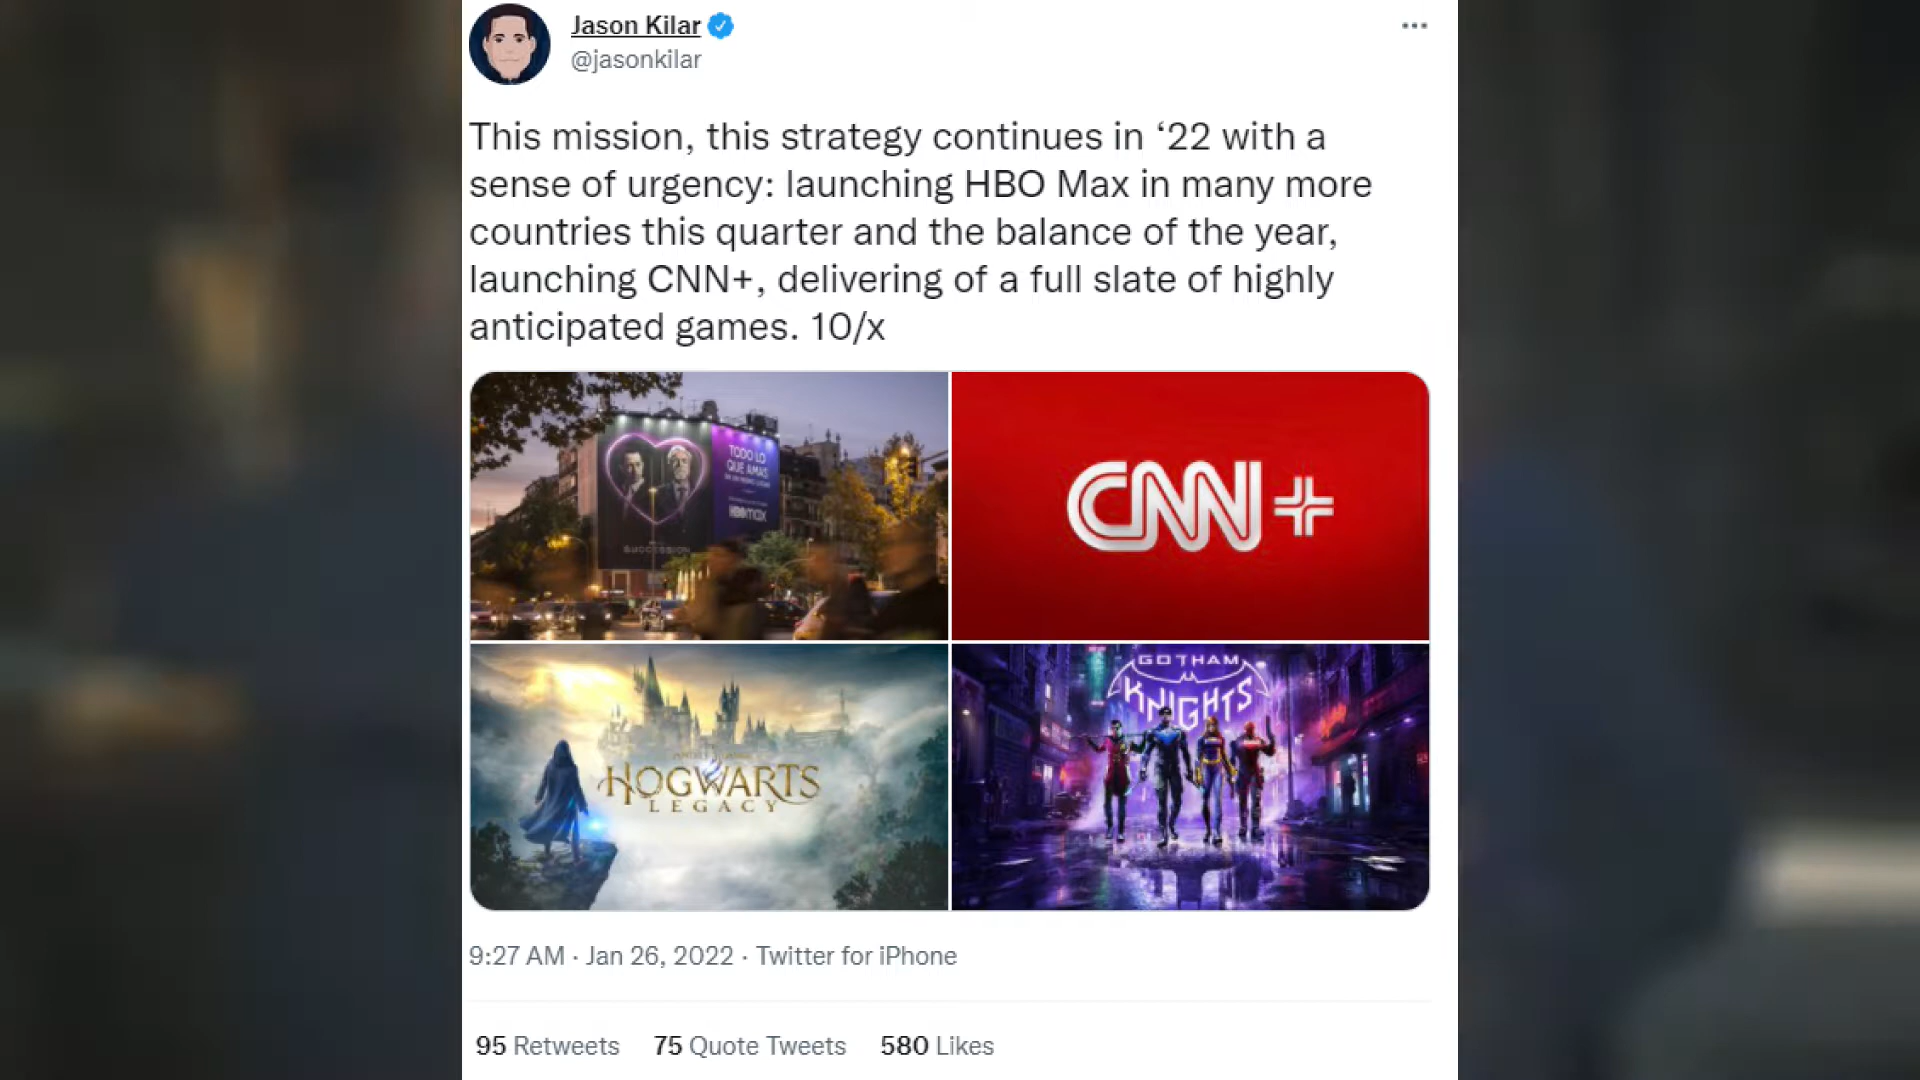 Jason Kilar
@jasonkilar
This mission, this strategy continues in ‘22 with a
sense of urgency: launching HBO Max in many more
countries this quarter and the balance of the year,
launching CNN+, delivering of a full slate of highly
anticipated games. 10/x
TODO LO
QUE AMAS
HBOmax
SUCCESSION
CNN+
HOGWARTS
LEGACY
GOTHAM
KNIGHTS
9:27 AM · Jan 26, 2022 · Twitter for iPhone
95 Retweets 75 Quote Tweets 580 Likes